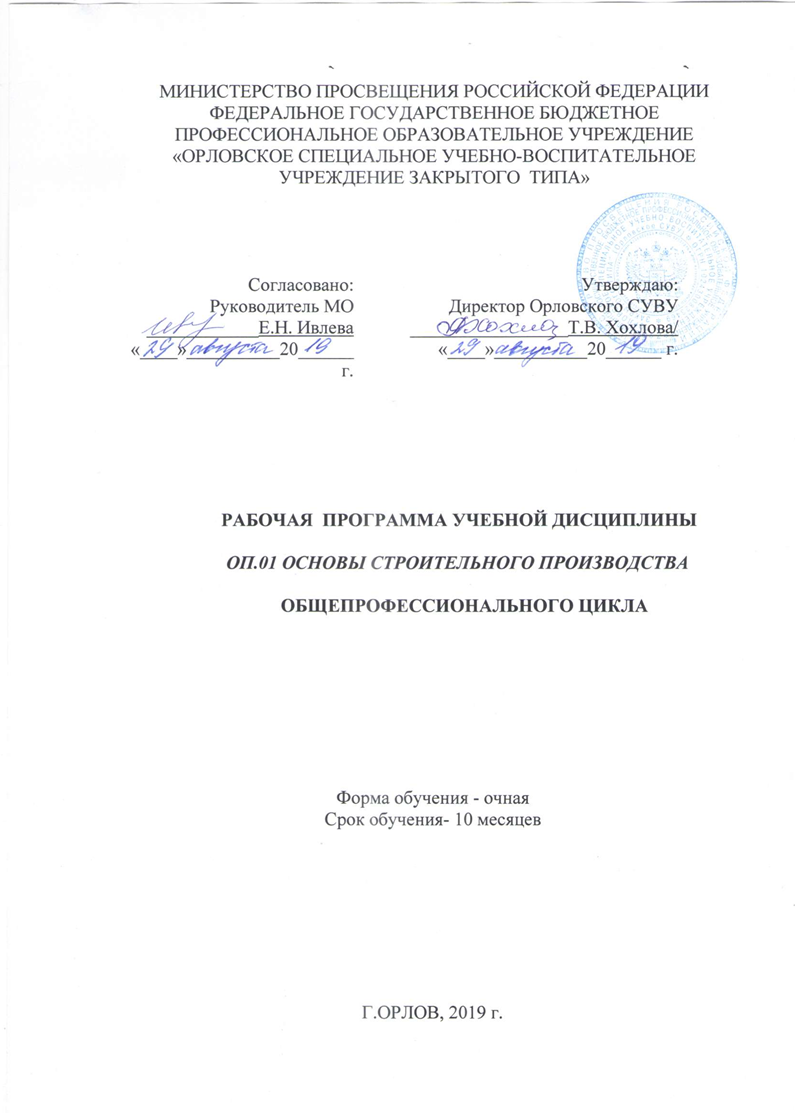 МИНИСТЕРСТВО ПРОСВЕЩЕНИЯ РОССИЙСКОЙ ФЕДЕРАЦИИ
ФЕДЕРАЛЬНОЕ ГОСУДАРСТВЕННОЕ БЮДЖЕТНОЕ
ПРОФЕССИОНАЛЬНОЕ ОБРАЗОВАТЕЛЬНОЕ УЧРЕЖДЕНИЕ
«ОРЛОВСКОЕ СПЕЦИАЛЬНОЕ УЧЕБНО-ВОСПИТАТЕЛЬНОЕ
УЧРЕЖДЕНИЕ ЗАКРЫТОГО ТИПА»
Согласовано:
Руководитель МО
Е.Н. Ивлева
«29» августа 2019
г.
Утверждаю:
Директор Орловского СУВУ
Т.В. Хохлова/
«29» августа 2019 г.
РАБОЧАЯ ПРОГРАММА УЧЕБНОЙ ДИСЦИПЛИНЫ
ОП.01 ОСНОВЫ СТРОИТЕЛЬНОГО ПРОИЗВОДСТВА
ОБЩЕПРОФЕССИОНАЛЬНОГО ЦИКЛА
Форма обучения - очная
Срок обучения- 10 месяцев
Г.ОРЛОВ, 2019 г.